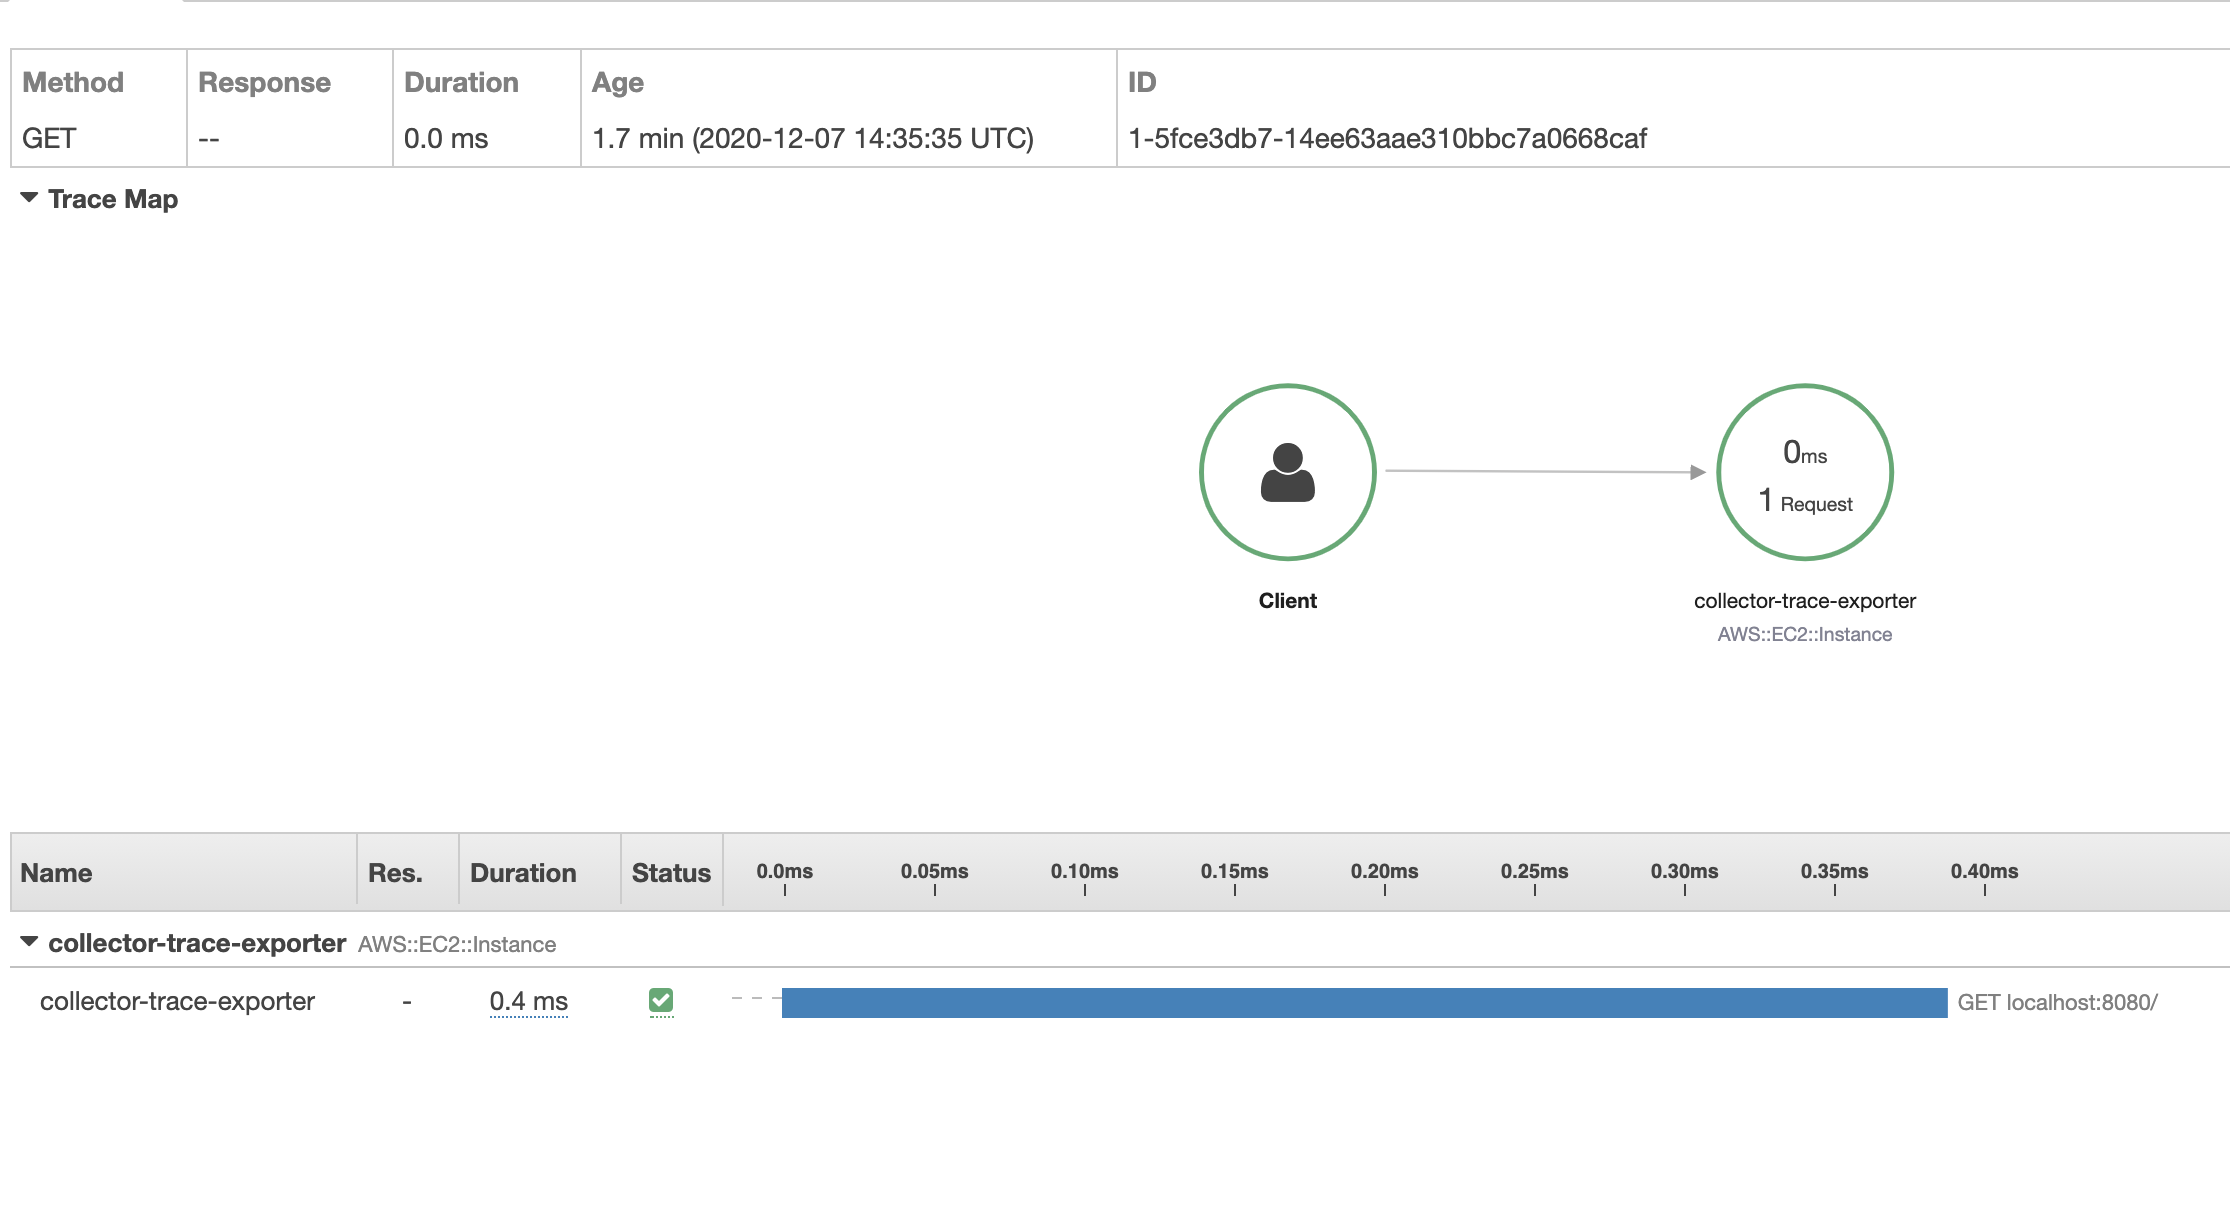 Method Response Duration Age ID
GET -- 0.0 ms 1.7 min (2020-12-07 14:35:35 UTC) 1-5fce3db7-14ee63aae310bbc7a0668caf
Trace Map
0ms
1 Request
Client collector-trace-exporter
AWS::EC2::Instance
Name Res. Duration Status 0.0ms 0.05ms 0.10ms 0.15ms 0.20ms 0.25ms 0.30ms 0.35ms 0.40ms
collector-trace-exporter AWS::EC2::Instance
collector-trace-exporter - 0.4 ms GET localhost:8080/